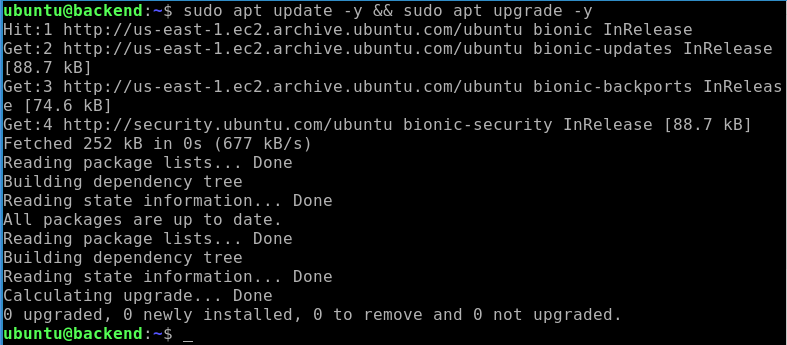 ubuntu@backend:~$ sudo apt update -y && sudo apt upgrade -y
Hit:1 http://us-east-1.ec2.archive.ubuntu.com/ubuntu bionic InRelease
Get:2 http://us-east-1.ec2.archive.ubuntu.com/ubuntu bionic-updates InRelease
[88.7 kB]
Get:3 http://us-east-1.ec2.archive.ubuntu.com/ubuntu bionic-backports InReleas
e [74.6 kB]
Get:4 http://security.ubuntu.com/ubuntu bionic-security InRelease [88.7 kB]
Fetched 252 kB in 0s (677 kB/s)
Reading package lists... Done
Building dependency tree
Reading state information... Done
All packages are up to date.
Reading package lists... Done
Building dependency tree
Reading state information... Done
Calculating upgrade... Done
0 upgraded, 0 newly installed, 0 to remove and 0 not upgraded.
ubuntu@backend:~$ _